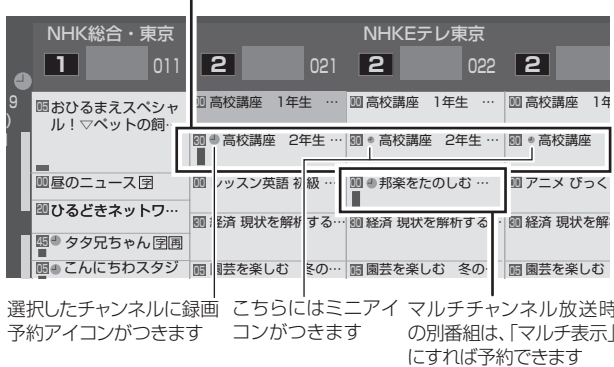 NHK総合・東京
NHKEテレ東京
1 011
2 021
2 022
2
9
05おひるまえスペシャ
ル!▽ペットの飼…
00高校講座 1年生 …
00高校講座 1年生 …
00高校講座 1年
30高校講座 2年生 …
30高校講座 2年生 …
30高校講座
00昼のニュース字
00レッスン英語 初級 …
00邦楽をたのしむ …
00アニメ びっく
20ひるどきネットワ…
30経済 現状を解析する…
30経済 現状を解析する…
30経済 現状を解
45タタ兄ちゃん字再
05こんにちわスタジ
05園芸を楽しむ 冬の…
05園芸を楽しむ 冬の…
05園芸を楽しむ
選択したチャンネルに録画
予約アイコンがつきます
こちらにはミニアイ
コンがつきます
マルチチャンネル放送時
の別番組は、「マルチ表示」
にすれば予約できます